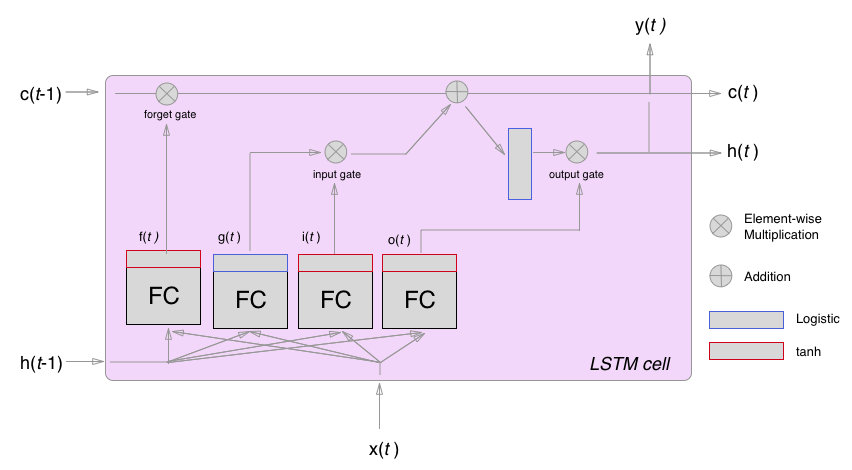 y(t)
c(t-1)
c(t)
forget gate
h(t)
input gate
output gate
Element-wise
Multiplication
f(t)
g(t)
i(t)
o(t)
Addition
FC
FC
FC
FC
Logistic
tanh
h(t-1)
LSTM cell
x(t)